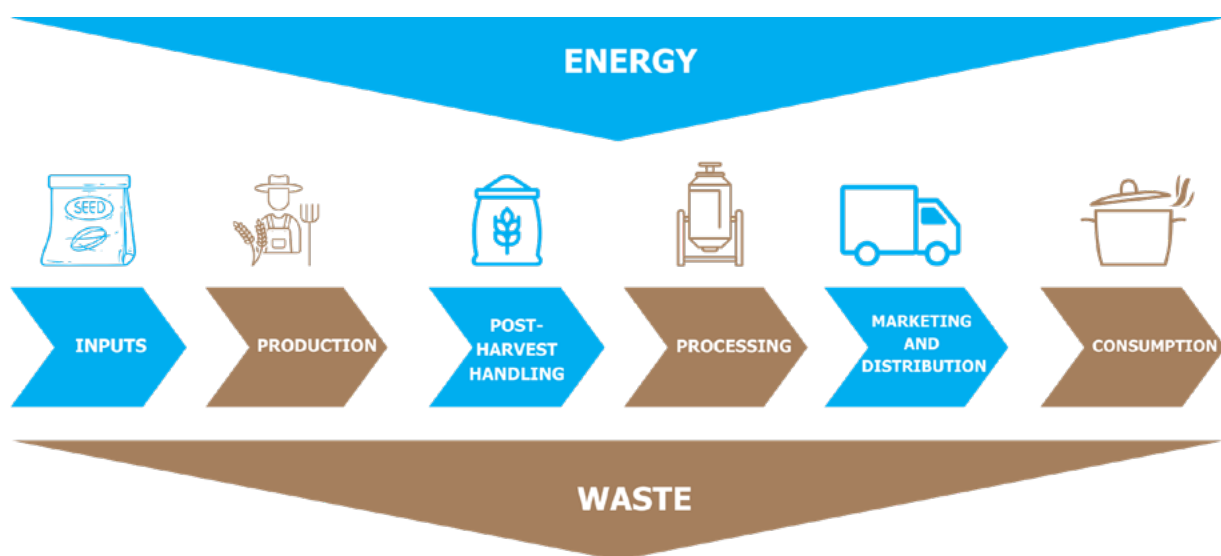 ENERGY
SEED
INPUTS
PRODUCTION
POST-
HARVEST
HANDLING
PROCESSING
MARKETING
AND
DISTRIBUTION
CONSUMPTION
WASTE